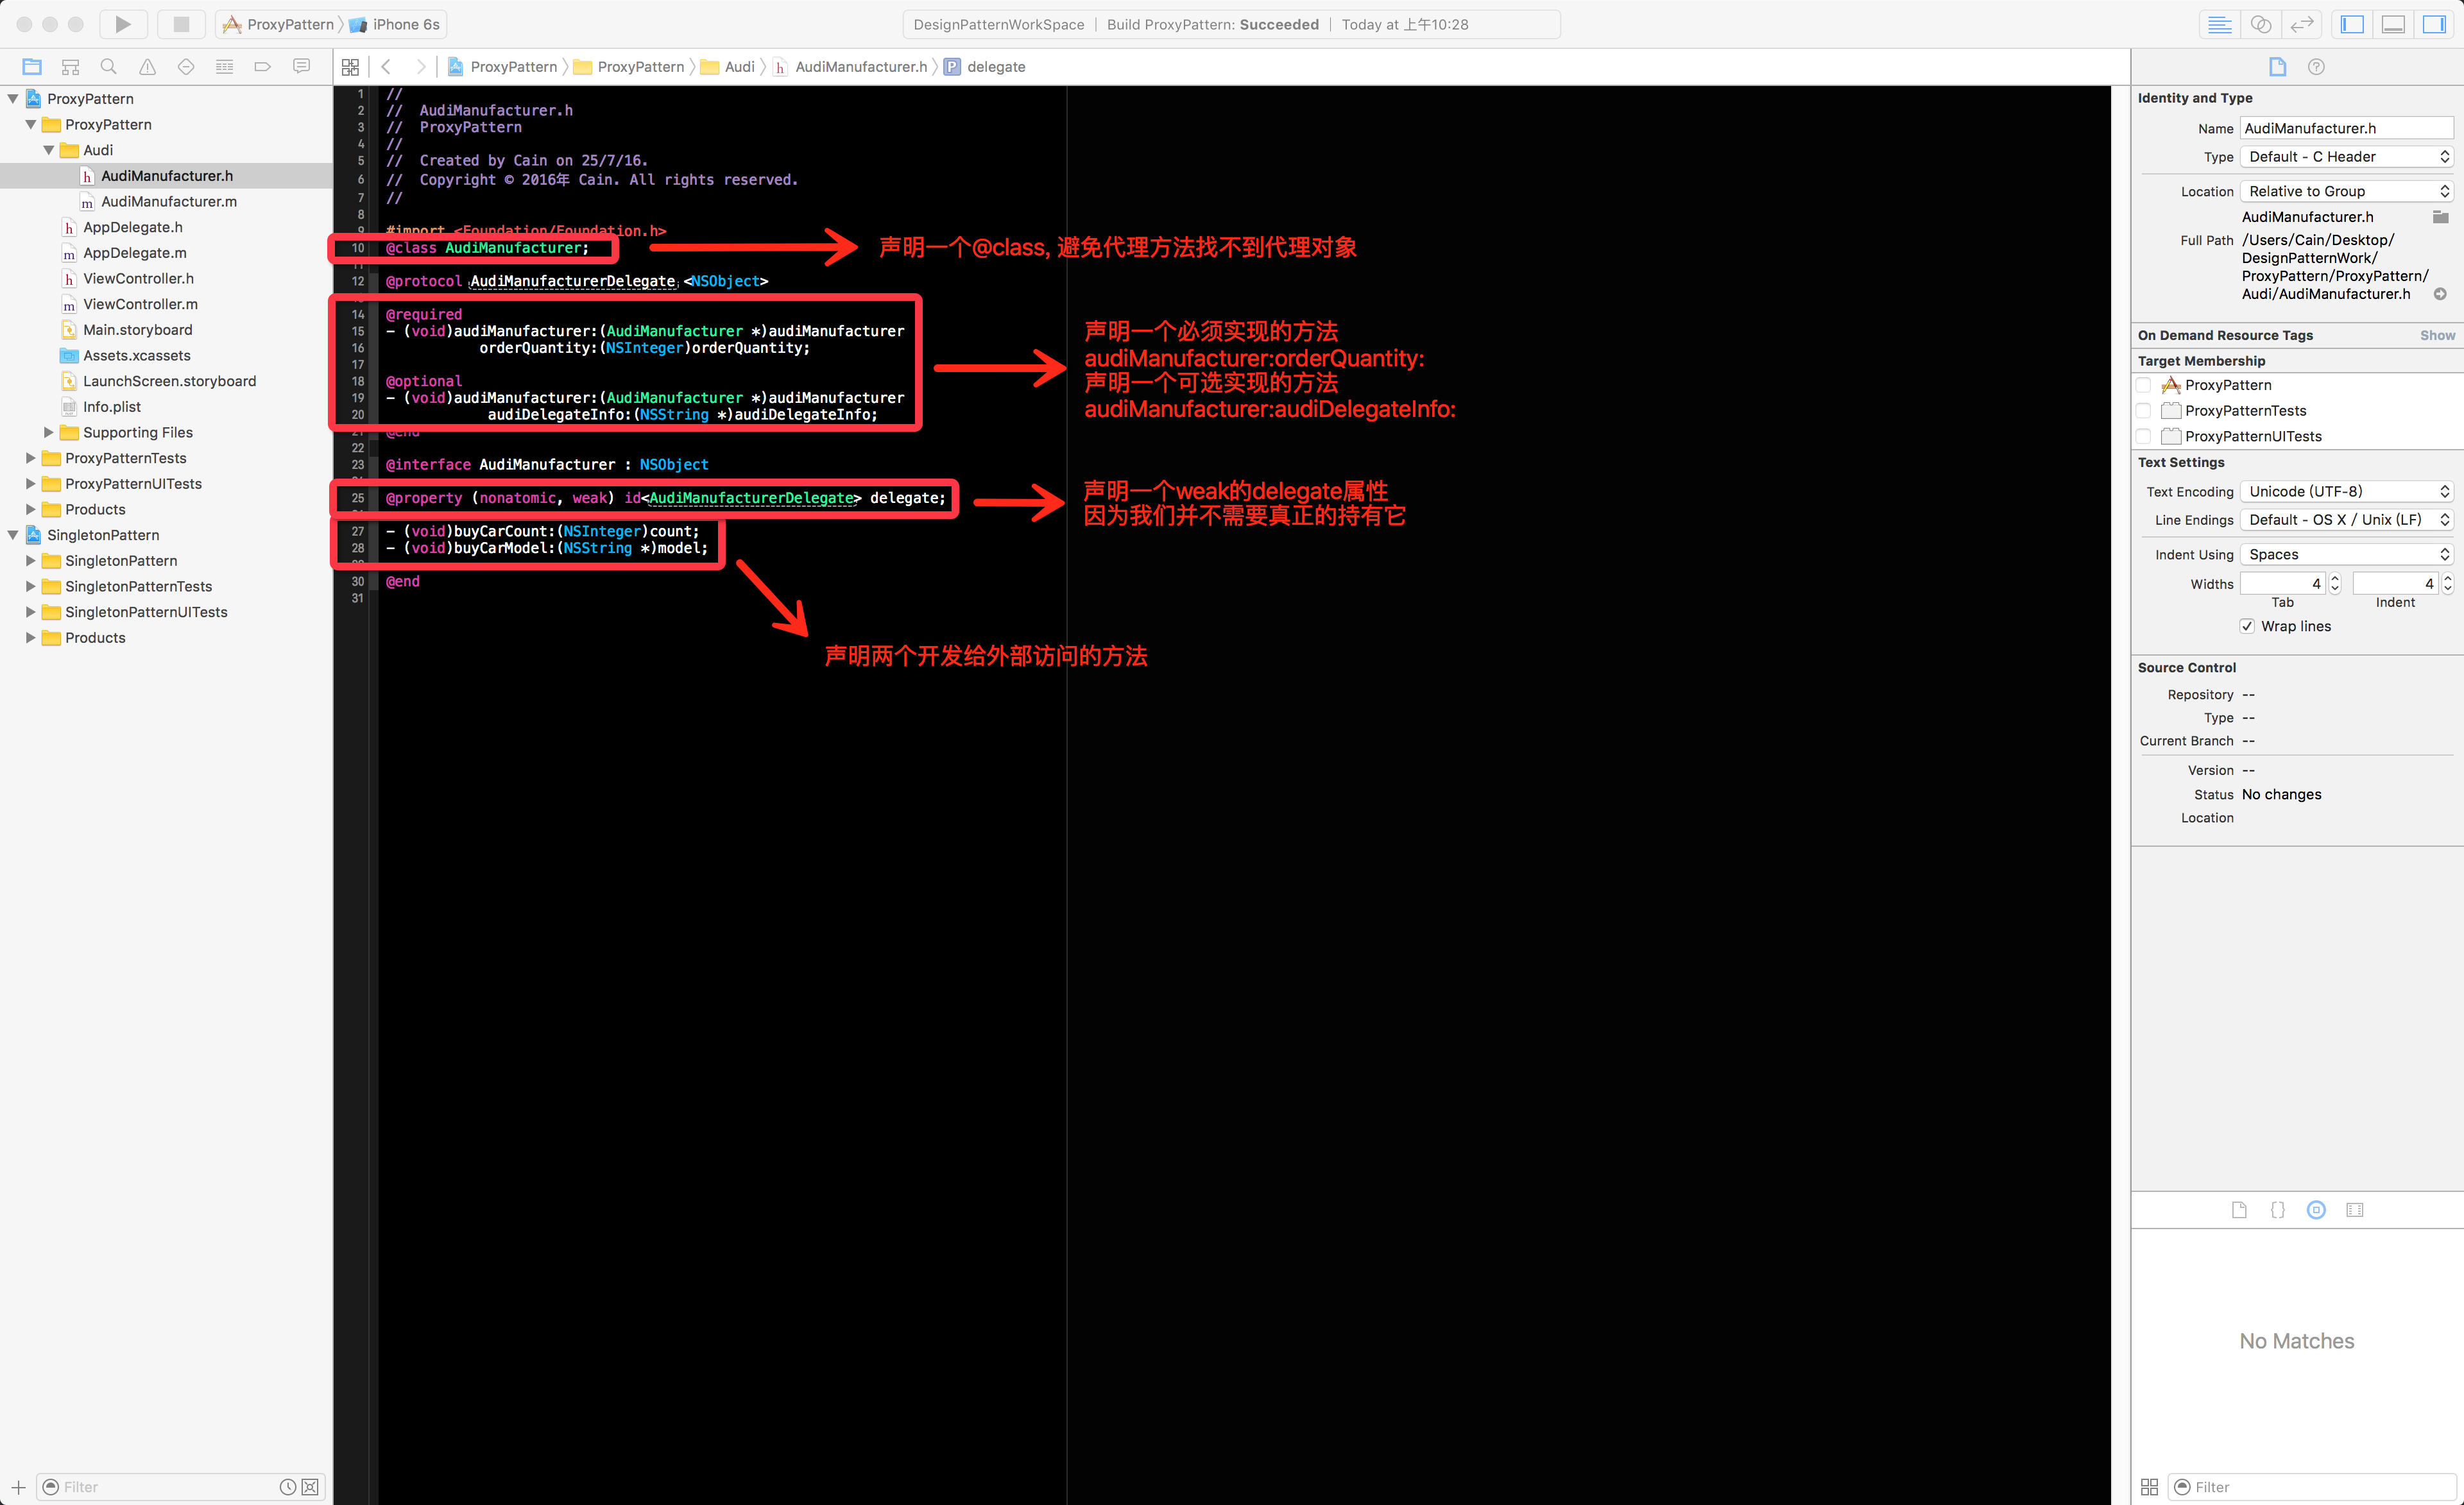 ProxyPattern 〉 iPhone 6s
DesignPatternWorkSpace | Build ProxyPattern: Succeeded | Today at 上午10:28
ProxyPattern 〉 ProxyPattern 〉 Audi 〉 h AudiManufacturer.h 〉 P delegate
ProxyPattern
ProxyPattern
Audi
h AudiManufacturer.h
m AudiManufacturer.m
h AppDelegate.h
m AppDelegate.m
h ViewController.h
m ViewController.m
Main.storyboard
Assets.xcassets
LaunchScreen.storyboard
Info.plist
Supporting Files
ProxyPatternTests
ProxyPatternUITests
Products
SingletonPattern
SingletonPattern
SingletonPatternTests
SingletonPatternUITests
Products
Filter
1 //
2 //  AudiManufacturer.h
3 //  ProxyPattern
4 //
5 //  Created by Cain on 25/7/16.
6 //  Copyright © 2016年 Cain. All rights reserved.
7 //
8
9 #import <Foundation/Foundation.h>
10 @class AudiManufacturer;
11
12 @protocol AudiManufacturerDelegate <NSObject>
14 @required
15 - (void)audiManufacturer:(AudiManufacturer *)audiManufacturer
16 orderQuantity:(NSInteger)orderQuantity;
17
18 @optional
19 - (void)audiManufacturer:(AudiManufacturer *)audiManufacturer
20 audiDelegateInfo:(NSString *)audiDelegateInfo;
21 @end
22
23 @interface AudiManufacturer : NSObject
25 @property (nonatomic, weak) id<AudiManufacturerDelegate> delegate;
27 - (void)buyCarCount:(NSInteger)count;
28 - (void)buyCarModel:(NSString *)model;
30 @end
31
声明一个@class, 避免代理方法找不到代理对象
声明一个必须实现的方法
audiManufacturer:orderQuantity:
声明一个可选实现的方法
audiManufacturer:audiDelegateInfo:
声明一个weak的delegate属性
因为我们并不需要真正的持有它
声明两个开发给外部访问的方法
Identity and Type
Name AudiManufacturer.h
Type Default - C Header
Location Relative to Group
AudiManufacturer.h
Full Path /Users/Cain/Desktop/
DesignPatternWork/
ProxyPattern/ProxyPattern/
Audi/AudiManufacturer.h
On Demand Resource Tags Show
Target Membership
ProxyPattern
ProxyPatternTests
ProxyPatternUITests
Text Settings
Text Encoding Unicode (UTF-8)
Line Endings Default - OS X / Unix (LF)
Indent Using Spaces
Widths 4 4
Tab Indent
Wrap lines
Source Control
Repository --
Type --
Current Branch --
Version --
Status No changes
Location
{}
No Matches
Filter